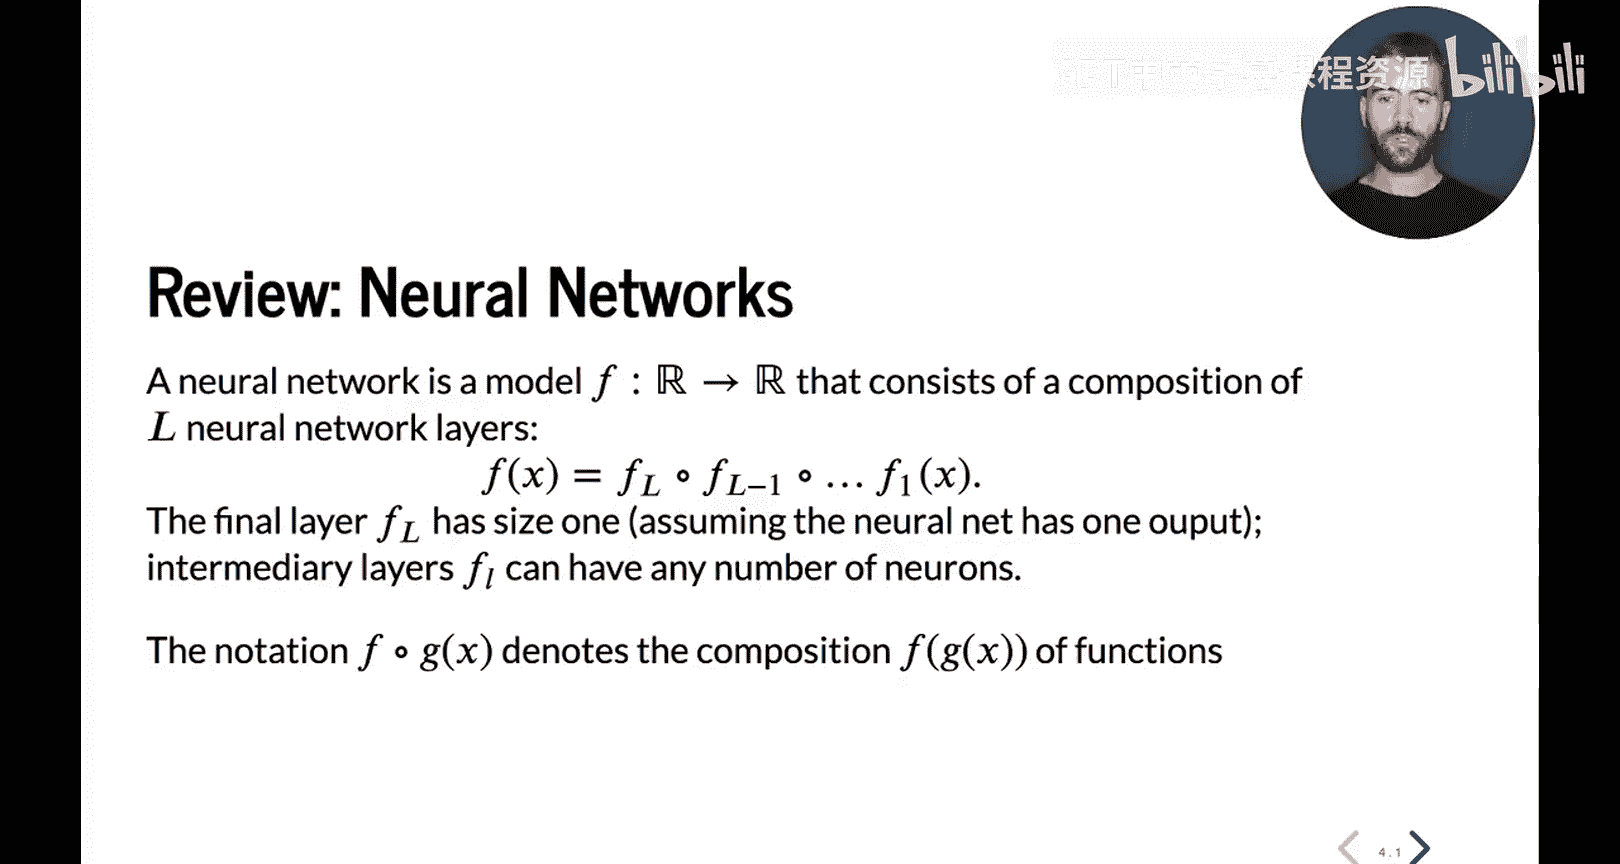 课程资源 bilibili
Review: Neural Networks
A neural network is a model f : ℝ → ℝ that consists of a composition of
L neural network layers:
f(x) = f_L ∘ f_{L−1} ∘ … f_1(x).
The final layer f_L has size one (assuming the neural net has one ouput);
intermediary layers f_l can have any number of neurons.
The notation f ∘ g(x) denotes the composition f(g(x)) of functions
4.1